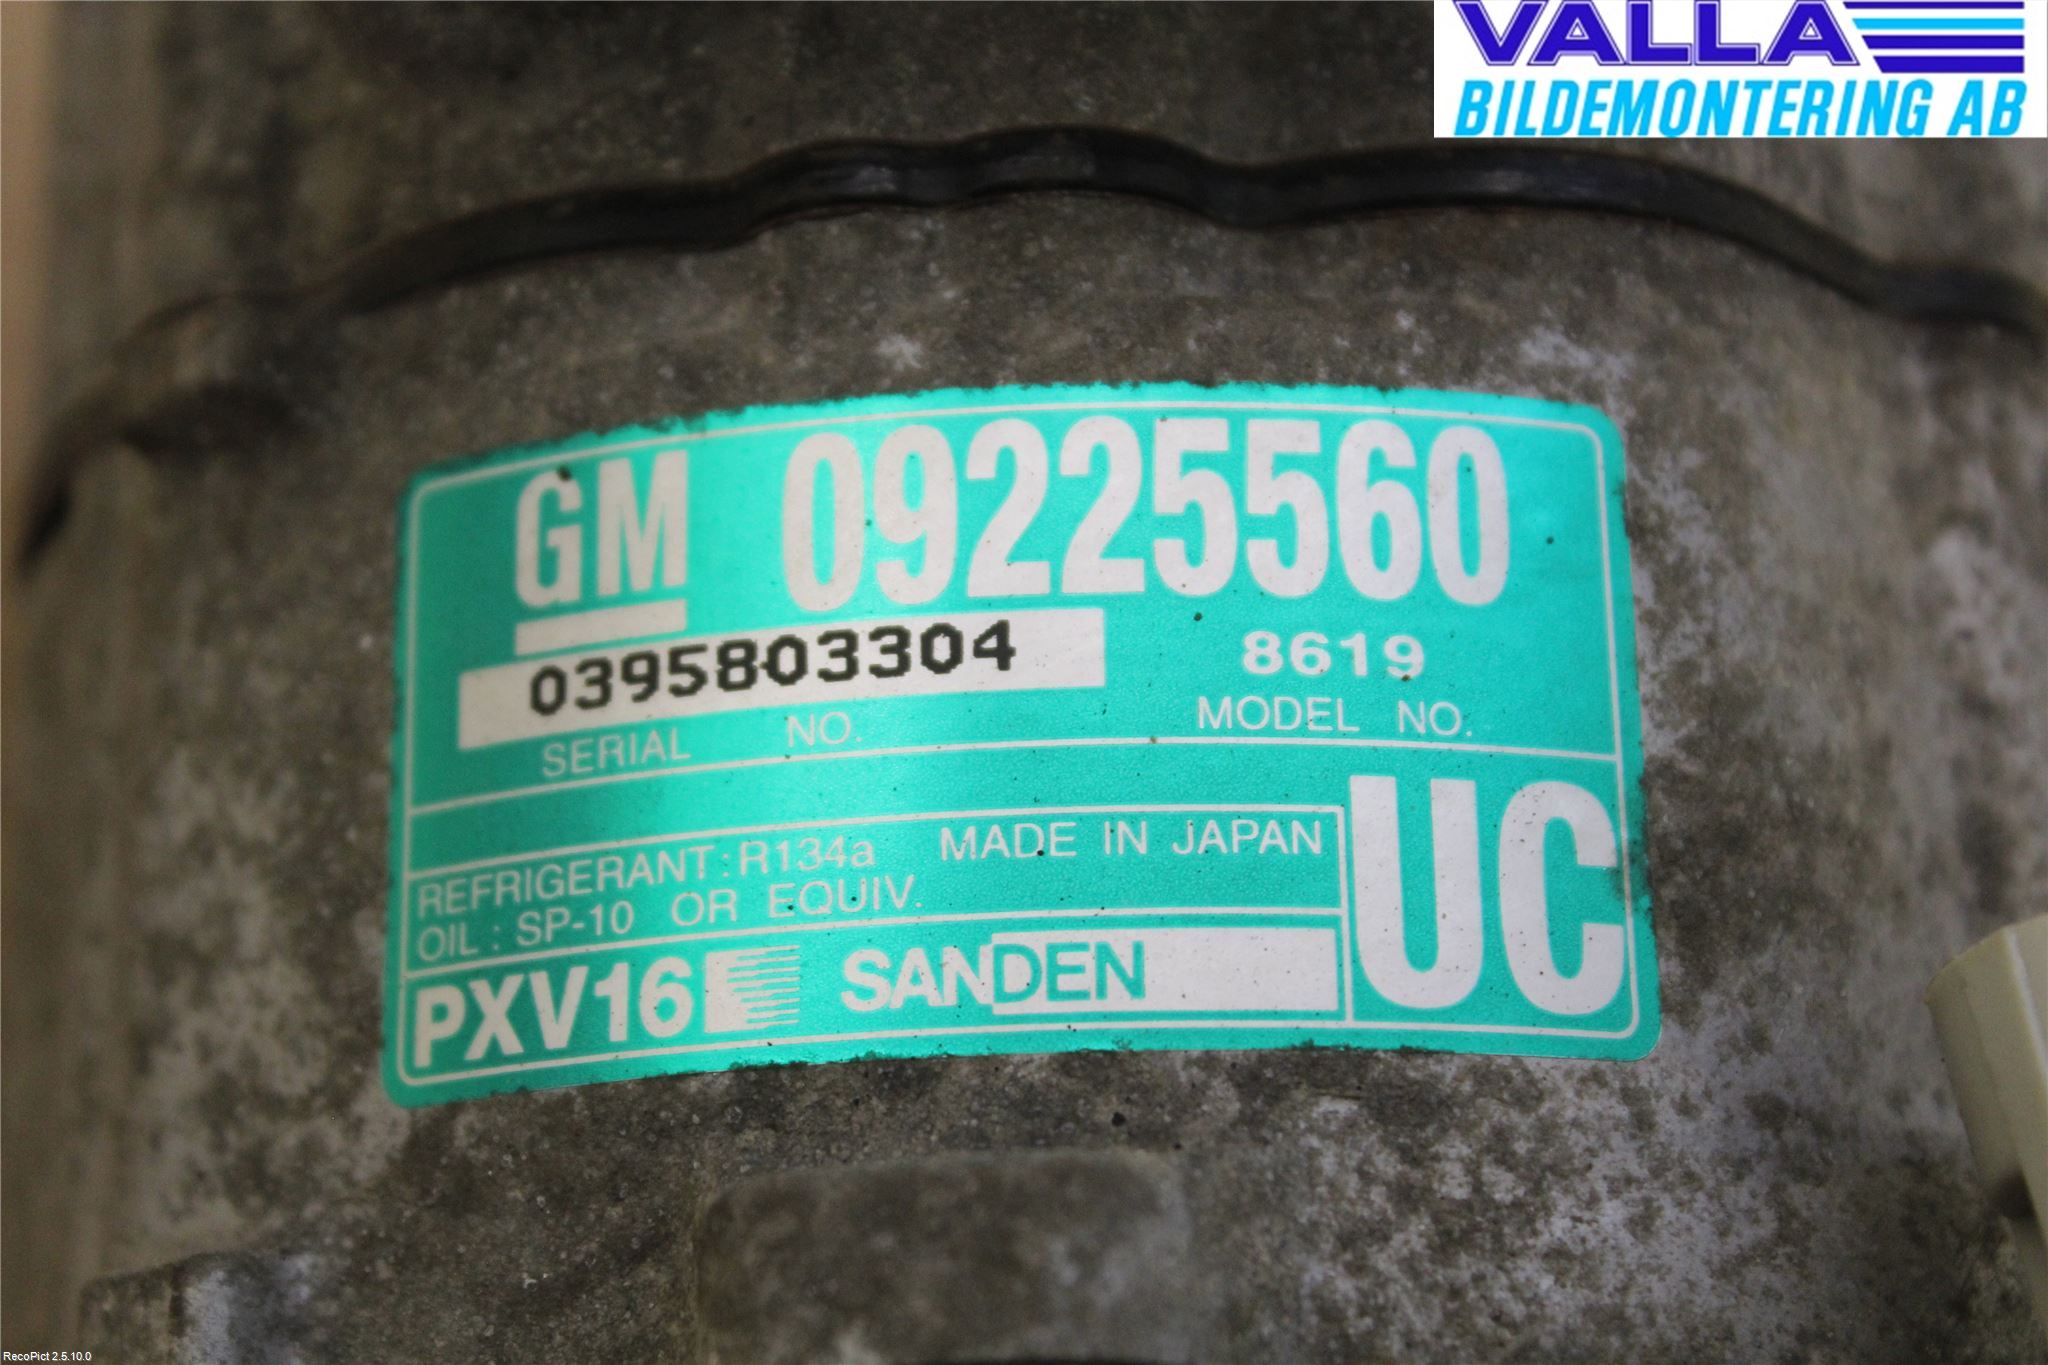 VALLA
BILDEMONTERING AB
GM 09225560
0395803304 8619
SERIAL NO. MODEL NO.
REFRIGERANT : R134a MADE IN JAPAN
OIL : SP-10 OR EQUIV.
UC
PXV16 SANDEN
RecoPict 2.5.10.0